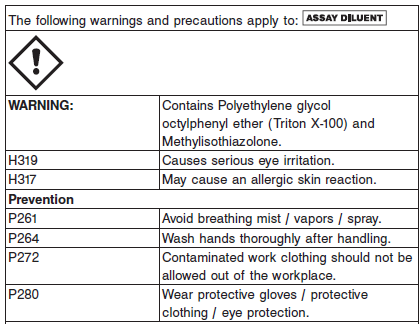 The following warnings and precautions apply to: ASSAY DILUENT
WARNING: Contains Polyethylene glycol
octylphenyl ether (Triton X-100) and
Methylisothiazolone.
H319 Causes serious eye irritation.
H317 May cause an allergic skin reaction.
Prevention
P261 Avoid breathing mist / vapors / spray.
P264 Wash hands thoroughly after handling.
P272 Contaminated work clothing should not be
allowed out of the workplace.
P280 Wear protective gloves / protective
clothing / eye protection.